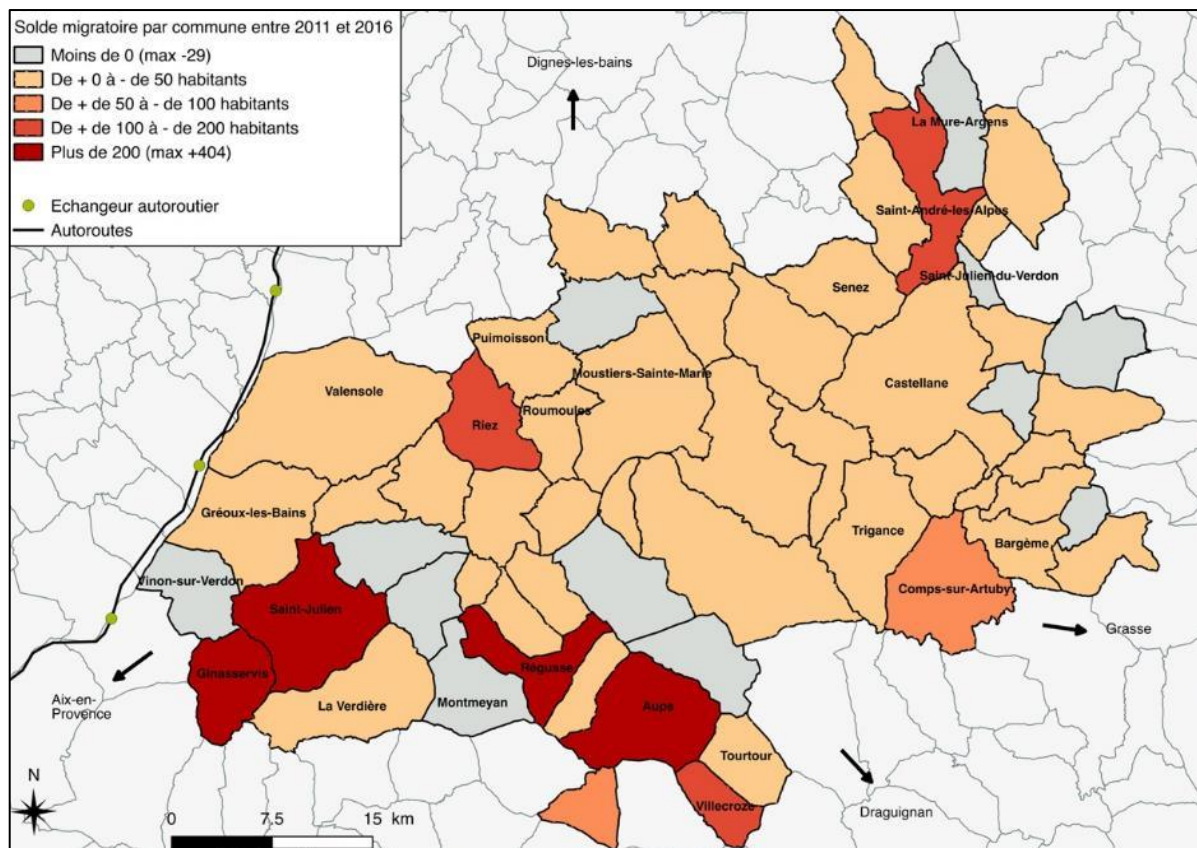 Solde migratoire par commune entre 2011 et 2016
Moins de 0 (max -29)
De + 0 à - de 50 habitants
De + de 50 à - de 100 habitants
De + de 100 à - de 200 habitants
Plus de 200 (max +404)
Echangeur autoroutier
Autoroutes
Dignes-les-bains
La Mure-Argens
Saint-André-les-Alpes
Saint-Julien-du-Verdon
Senez
Puimoisson
Moustiers-Sainte-Marie
Castellane
Valensole
Roumoules
Riez
Gréoux-les-Bains
Trigance
Bargème
Vinon-sur-Verdon
Comps-sur-Artuby
Saint-Julien
Grasse
Ginasservis
Régusse
Aix-en-
Provence
La Verdière
Montmeyan
Aups
Tourtour
N
Villecroze
Draguignan
0 7.5 15 km